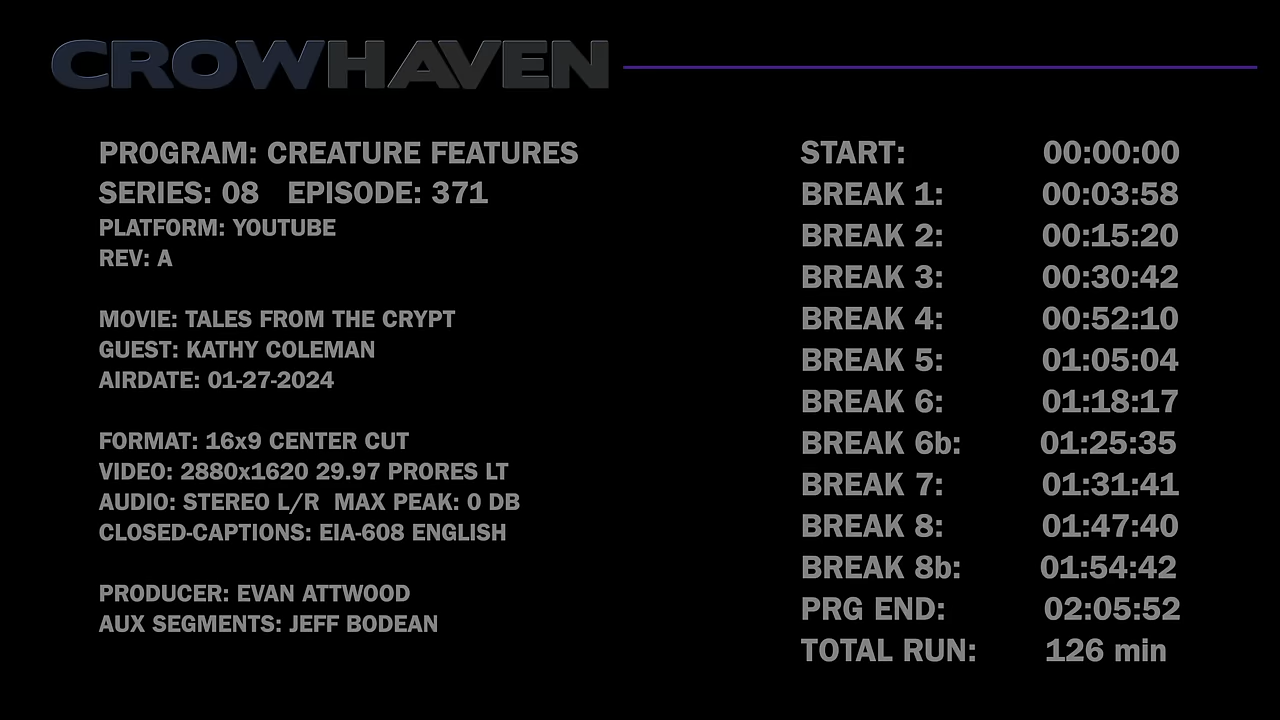 CROWHAVEN
PROGRAM: CREATURE FEATURES
SERIES: 08 EPISODE: 371
PLATFORM: YOUTUBE
REV: A
MOVIE: TALES FROM THE CRYPT
GUEST: KATHY COLEMAN
AIRDATE: 01-27-2024
FORMAT: 16x9 CENTER CUT
VIDEO: 2880x1620 29.97 PRORES LT
AUDIO: STEREO L/R MAX PEAK: 0 DB
CLOSED-CAPTIONS: EIA-608 ENGLISH
PRODUCER: EVAN ATTWOOD
AUX SEGMENTS: JEFF BODEAN
START: 00:00:00
BREAK 1: 00:03:58
BREAK 2: 00:15:20
BREAK 3: 00:30:42
BREAK 4: 00:52:10
BREAK 5: 01:05:04
BREAK 6: 01:18:17
BREAK 6b: 01:25:35
BREAK 7: 01:31:41
BREAK 8: 01:47:40
BREAK 8b: 01:54:42
PRG END: 02:05:52
TOTAL RUN: 126 min